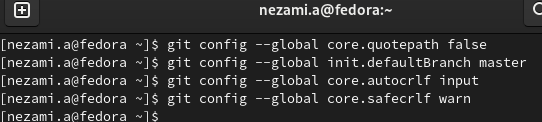 nezami.a@fedora:~
[nezami.a@fedora ~]$ git config --global core.quotepath false
[nezami.a@fedora ~]$ git config --global init.defaultBranch master
[nezami.a@fedora ~]$ git config --global core.autocrlf input
[nezami.a@fedora ~]$ git config --global core.safecrlf warn
[nezami.a@fedora ~]$